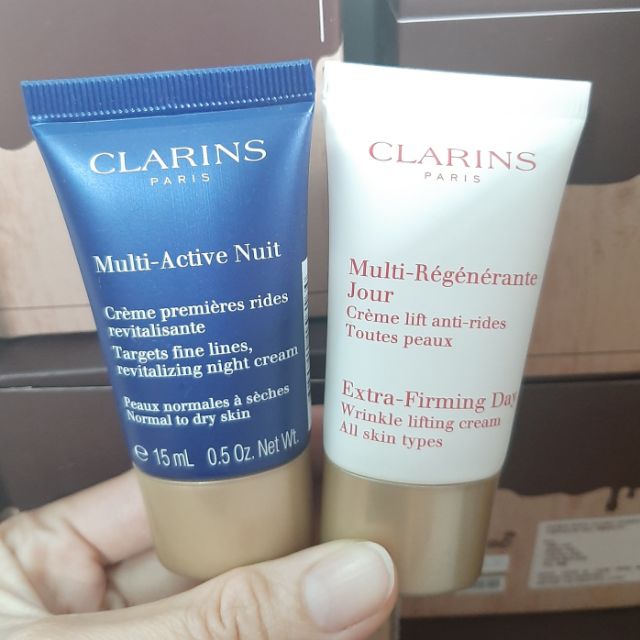 CLARINS
PARIS
Multi-Active Nuit
Crème premières rides
revitalisante
Targets fine lines,
revitalizing night cream
Peaux normales à sèches
Normal to dry skin
e 15 mL 0.5 Oz. Net Wt.
CLARINS
PARIS
Multi-Régénérante
Jour
Crème lift anti-rides
Toutes peaux
Extra-Firming Day
Wrinkle lifting cream
All skin types